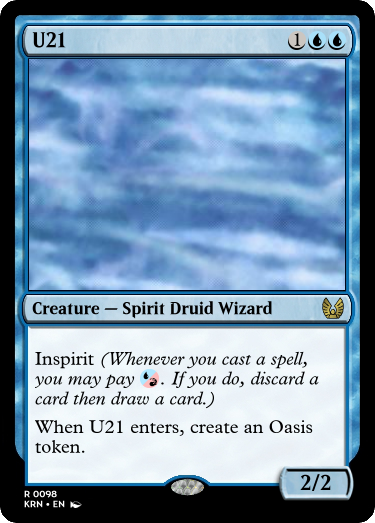 U21 1
Creature — Spirit Druid Wizard
Inspirit (Whenever you cast a spell,
you may pay . If you do, discard a
card then draw a card.)
When U21 enters, create an Oasis
token.
2/2
R 0098
KRN • EN